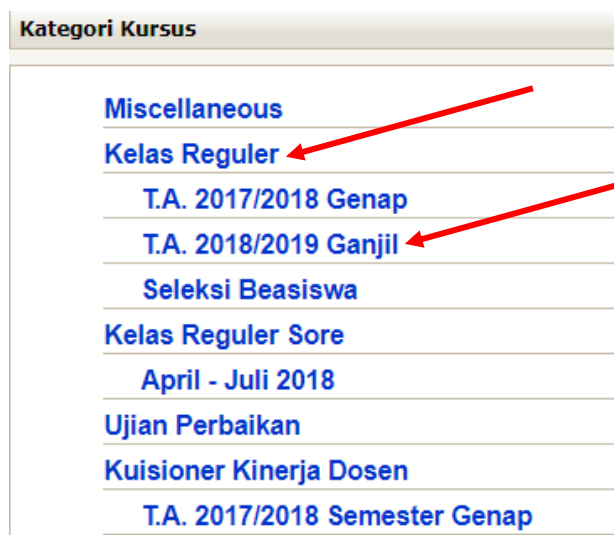 Kategori Kursus
Miscellaneous
Kelas Reguler
T.A. 2017/2018 Genap
T.A. 2018/2019 Ganjil
Seleksi Beasiswa
Kelas Reguler Sore
April - Juli 2018
Ujian Perbaikan
Kuisioner Kinerja Dosen
T.A. 2017/2018 Semester Genap